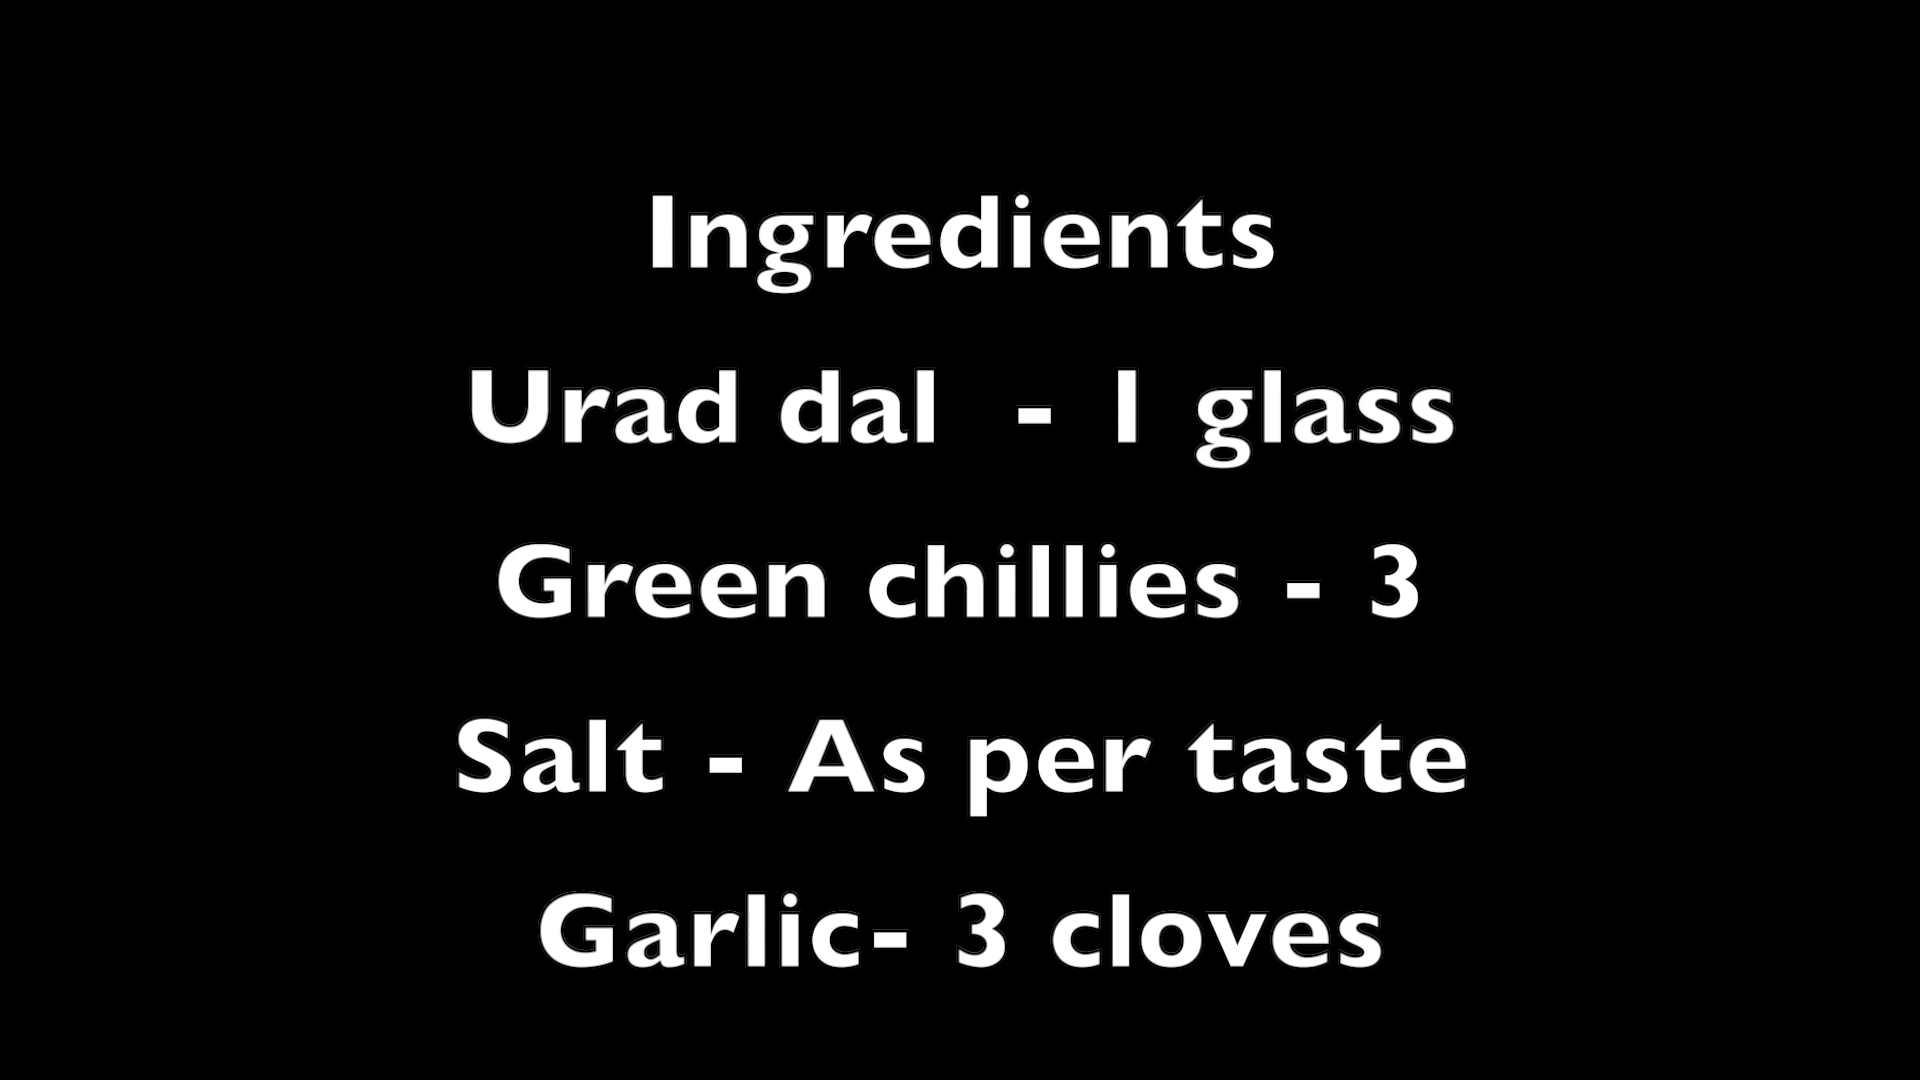 Ingredients
Urad dal  - 1 glass
Green chillies - 3
Salt - As per taste
Garlic- 3 cloves